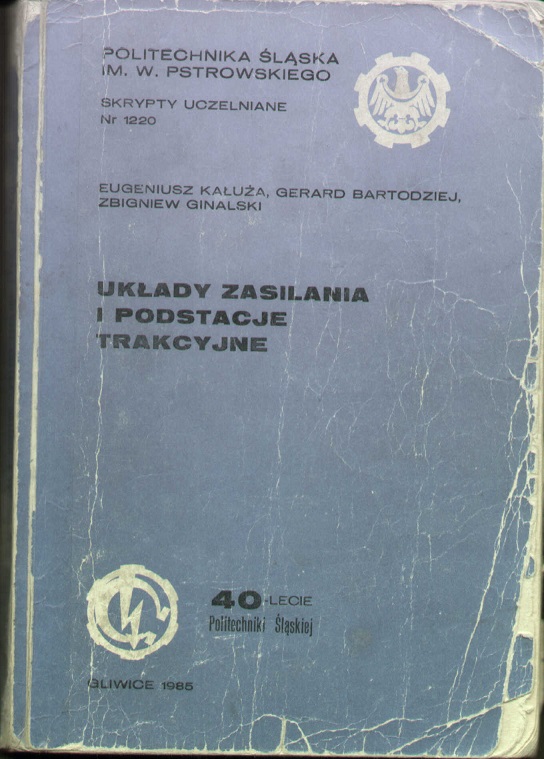 POLITECHNIKA ŚLĄSKA
IM. W. PSTROWSKIEGO
SKRYPTY UCZELNIANE
Nr 1220
EUGENIUSZ KAŁUŻA, GERARD BARTODZIEJ,
ZBIGNIEW GINALSKI
UKŁADY ZASILANIA
I PODSTACJE
TRAKCYJNE
40-LECIE
Politechniki Śląskiej
GLIWICE 1985